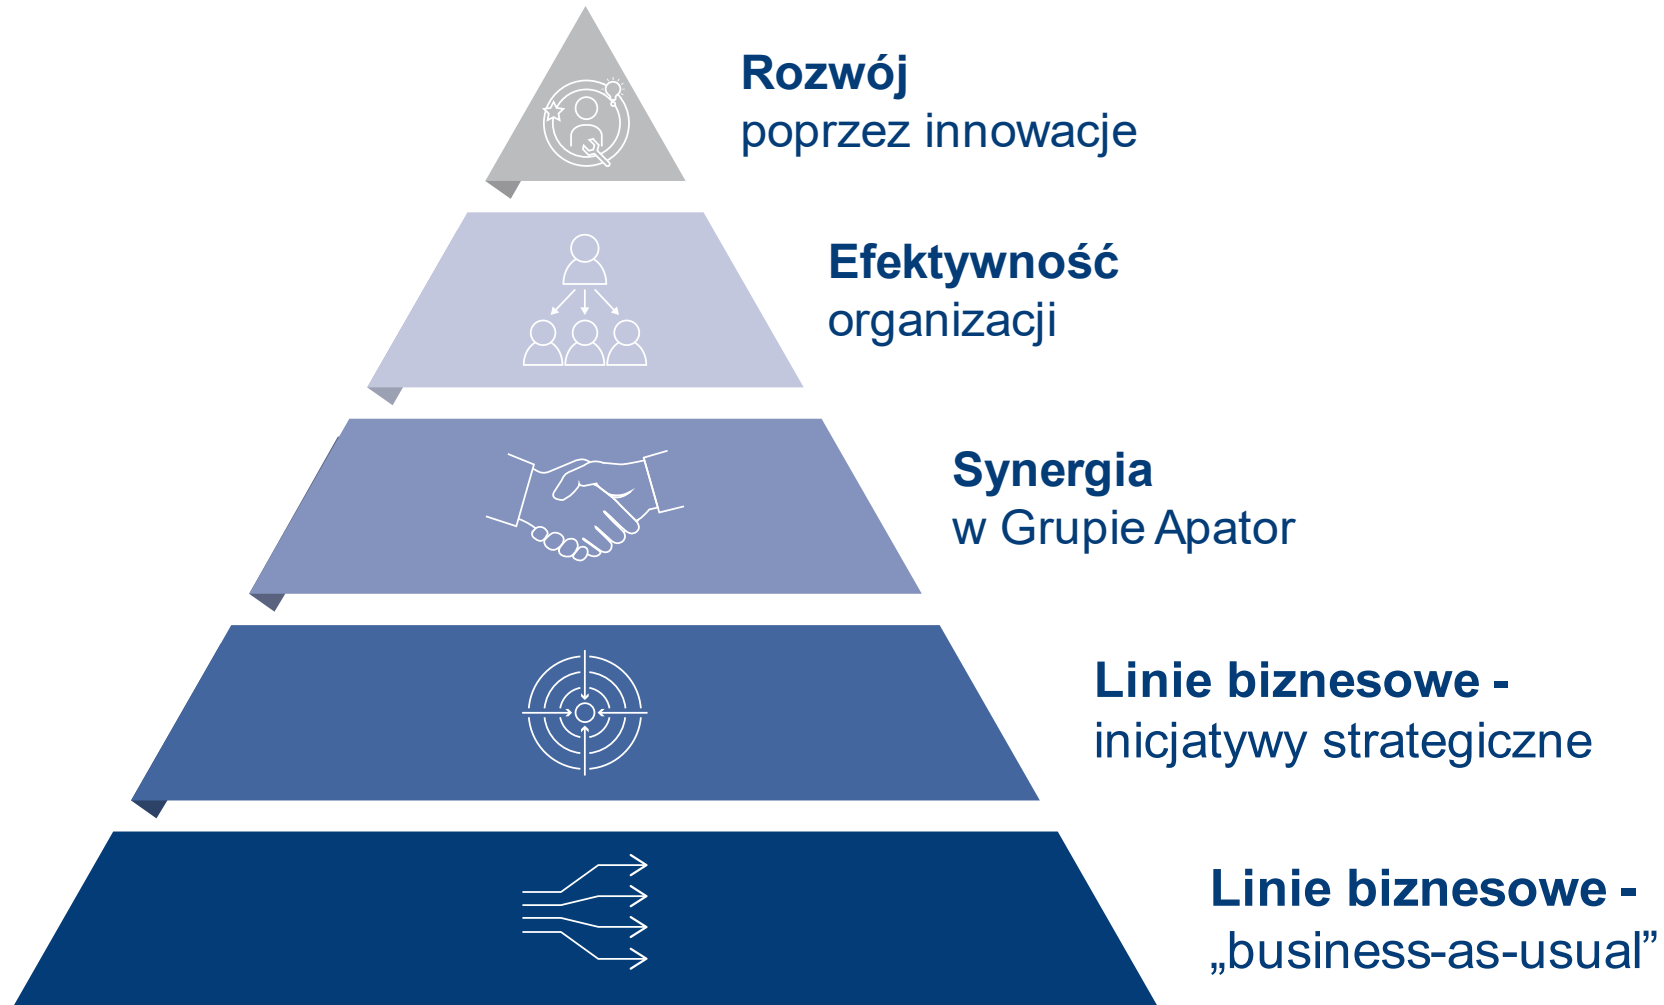 Rozwój
poprzez innowacje
Efektywność
organizacji
Synergia
w Grupie Apator
Linie biznesowe -
inicjatywy strategiczne
Linie biznesowe -
„business-as-usual”